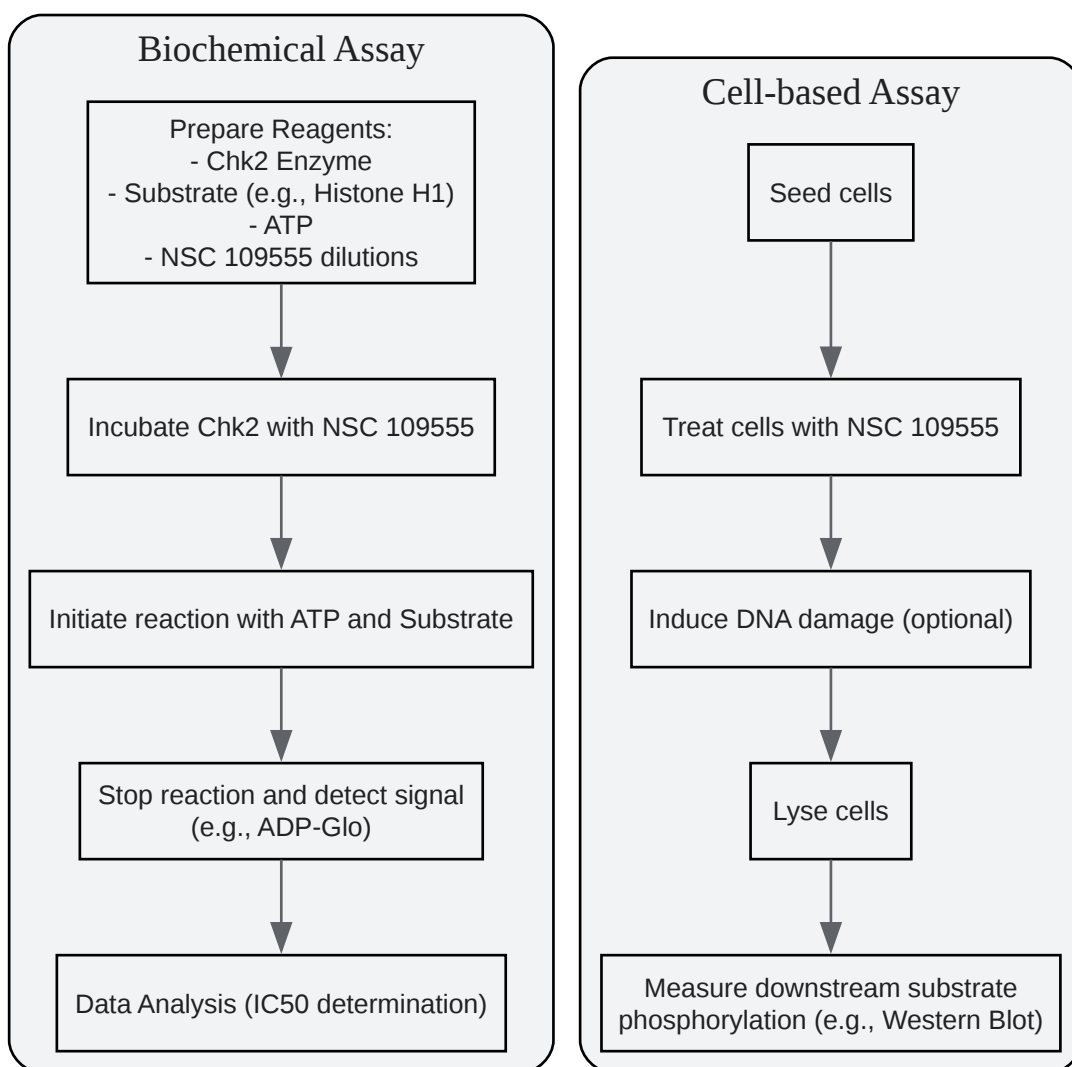 Biochemical Assay
Prepare Reagents:
- Chk2 Enzyme
- Substrate (e.g., Histone H1)
- ATP
- NSC 109555 dilutions
Incubate Chk2 with NSC 109555
Initiate reaction with ATP and Substrate
Stop reaction and detect signal
(e.g., ADP-Glo)
Data Analysis (IC50 determination)
Cell-based Assay
Seed cells
Treat cells with NSC 109555
Induce DNA damage (optional)
Lyse cells
Measure downstream substrate
phosphorylation (e.g., Western Blot)